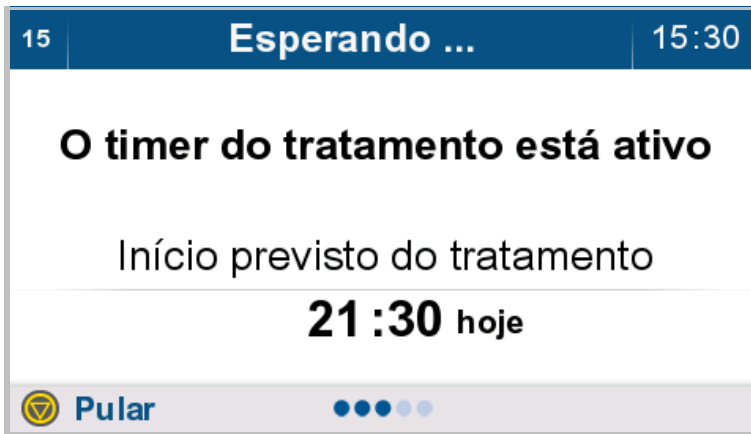 15 Esperando ... 15:30
O timer do tratamento está ativo
Início previsto do tratamento
21:30 hoje
Pular